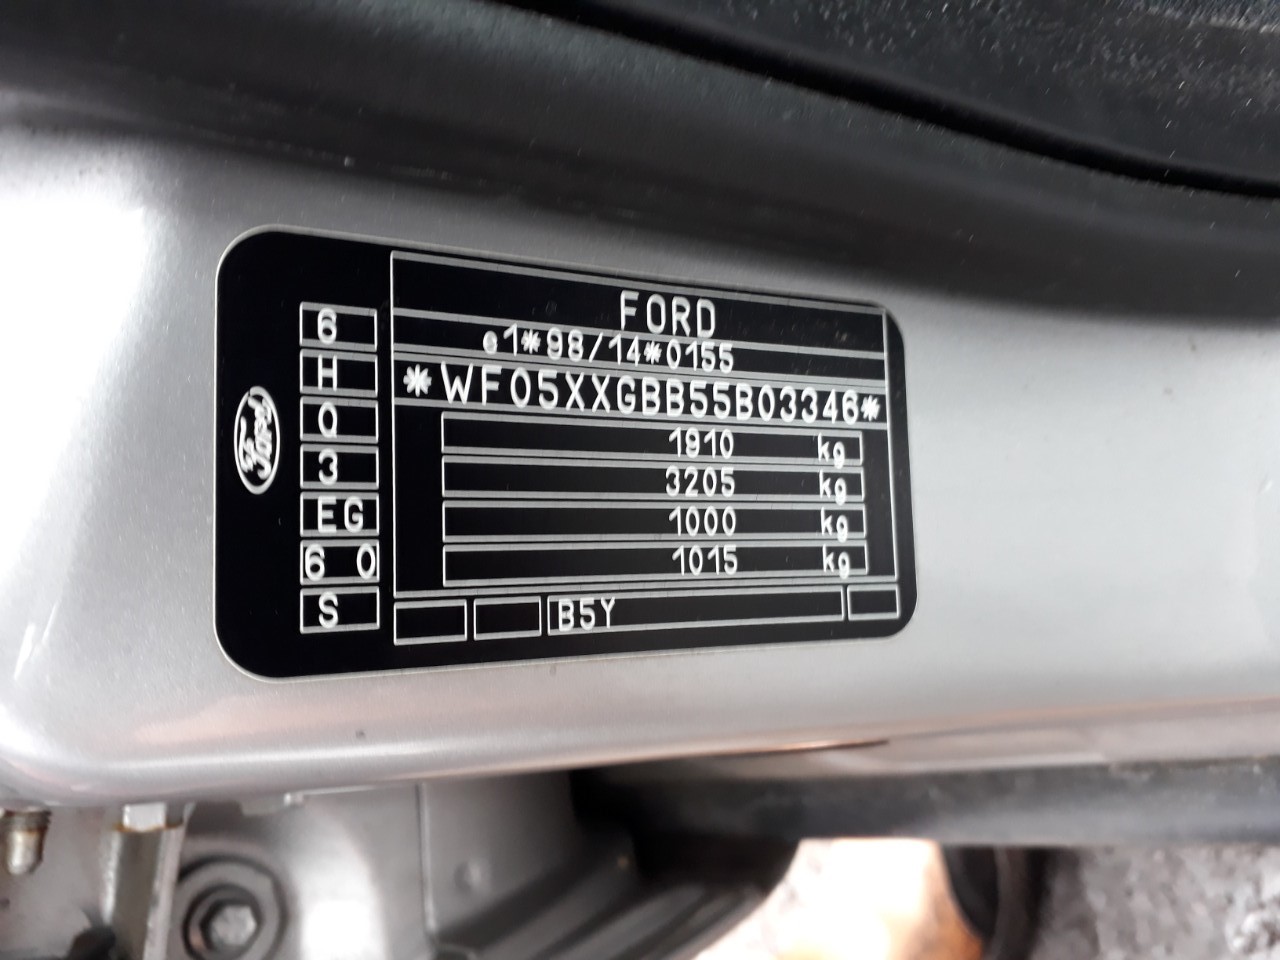 FORD
e1*98/14*0155
*WF05XXGBB55B03346*
1910 kg
3205 kg
1000 kg
1015 kg
B5Y
6
H
Q
3
EG
6 0
S
Ford